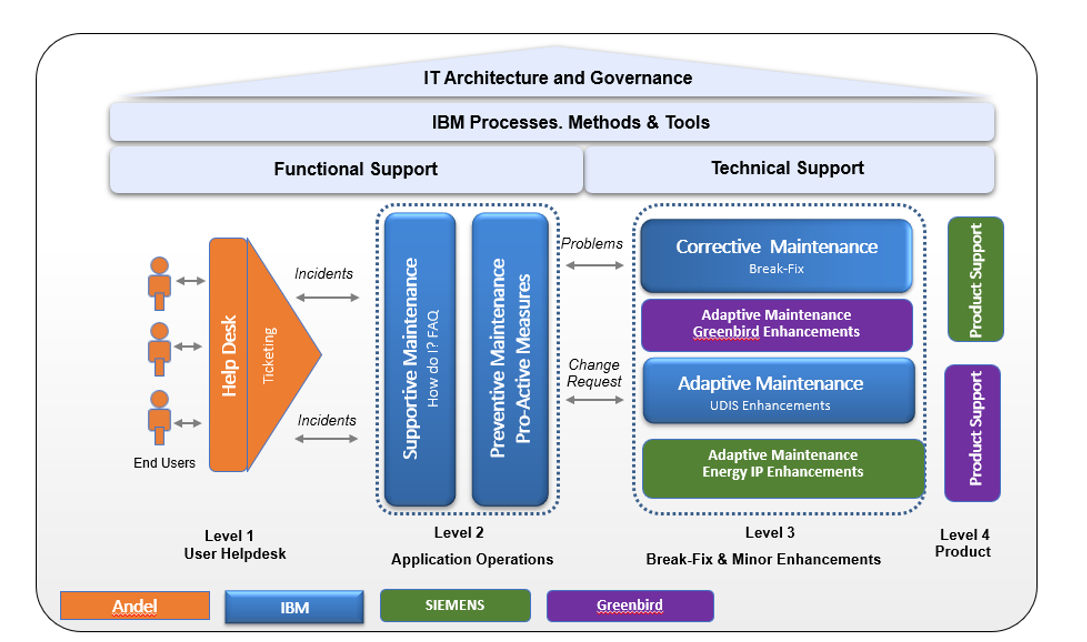 IT Architecture and Governance
IBM Processes. Methods & Tools
Functional Support
Technical Support
End Users
Help Desk
Ticketing
Incidents
Incidents
Supportive Maintenance
How do I? FAQ
Preventive Maintenance
Pro-Active Measures
Problems
Change
Request
Corrective Maintenance
Break-Fix
Adaptive Maintenance
Greenbird Enhancements
Adaptive Maintenance
UDIS Enhancements
Adaptive Maintenance
Energy IP Enhancements
Product Support
Product Support
Level 1
User Helpdesk
Level 2
Application Operations
Level 3
Break-Fix & Minor Enhancements
Level 4
Product
Andel
IBM
SIEMENS
Greenbird